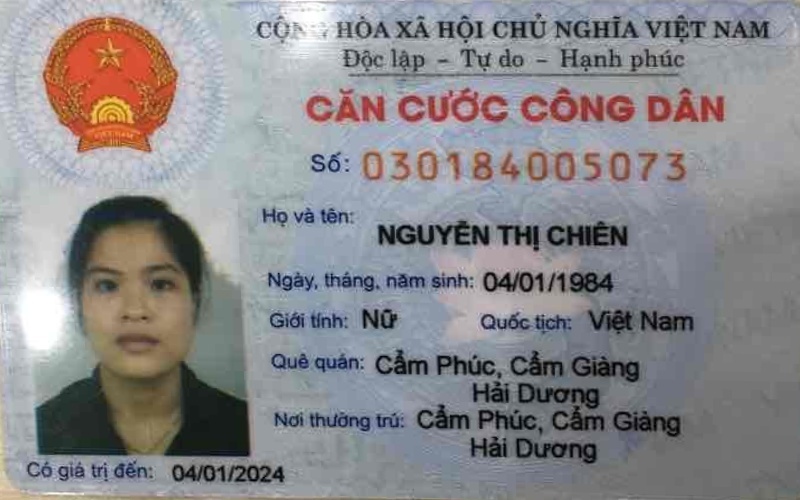 CỘNG HÒA XÃ HỘI CHỦ NGHĨA VIỆT NAM
Độc lập - Tự do - Hạnh phúc
CĂN CƯỚC CÔNG DÂN
Số: 030184005073
Họ và tên:
NGUYỄN THỊ CHIÊN
Ngày, tháng, năm sinh: 04/01/1984
Giới tính: Nữ Quốc tịch: Việt Nam
Quê quán: Cẩm Phúc, Cẩm Giàng
Hải Dương
Nơi thường trú: Cẩm Phúc, Cẩm Giàng
Hải Dương
Có giá trị đến: 04/01/2024
VIỆT NAM